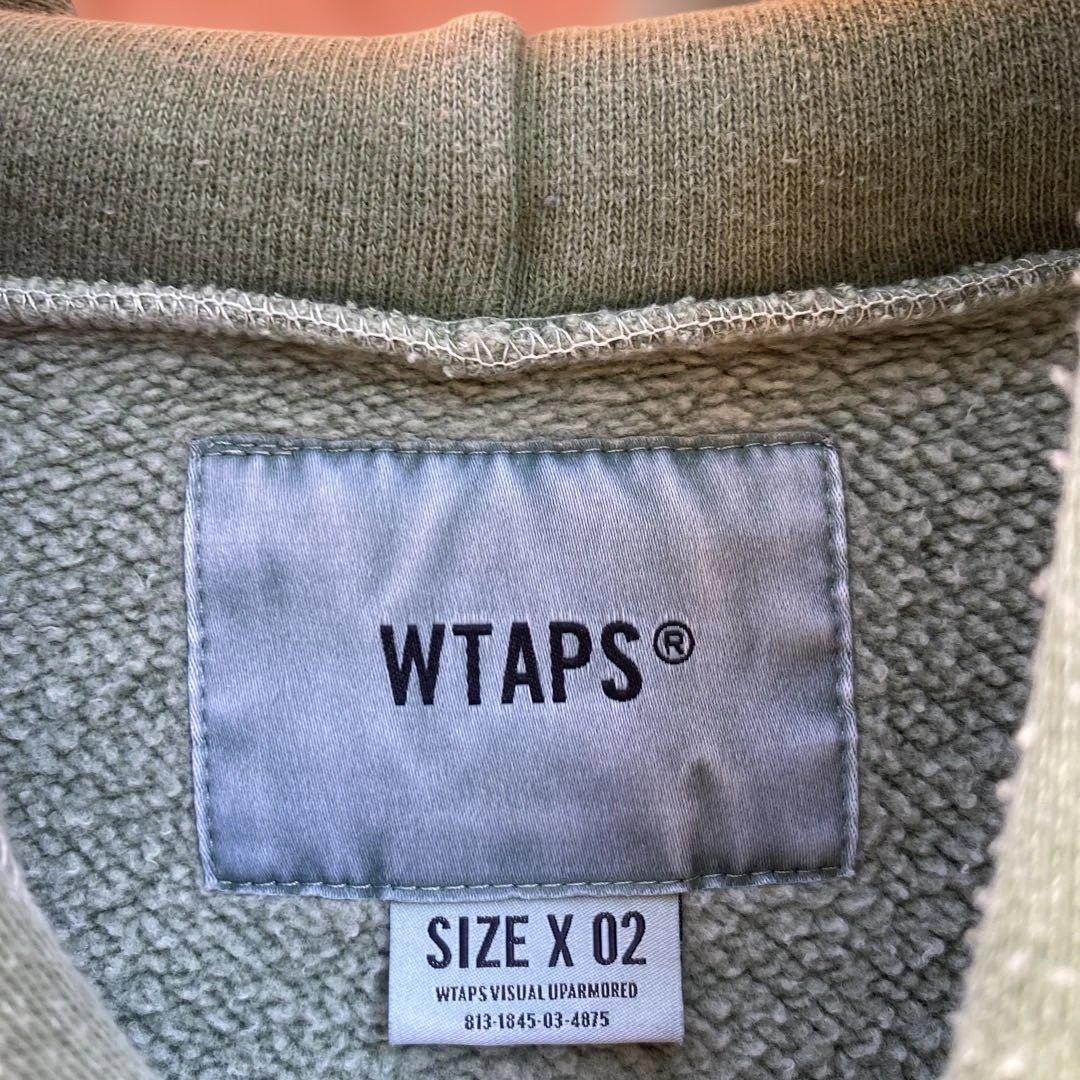 WTAPS®
SIZE X 02
WTAPS VISUAL UPARMORED
813-1845-03-4875